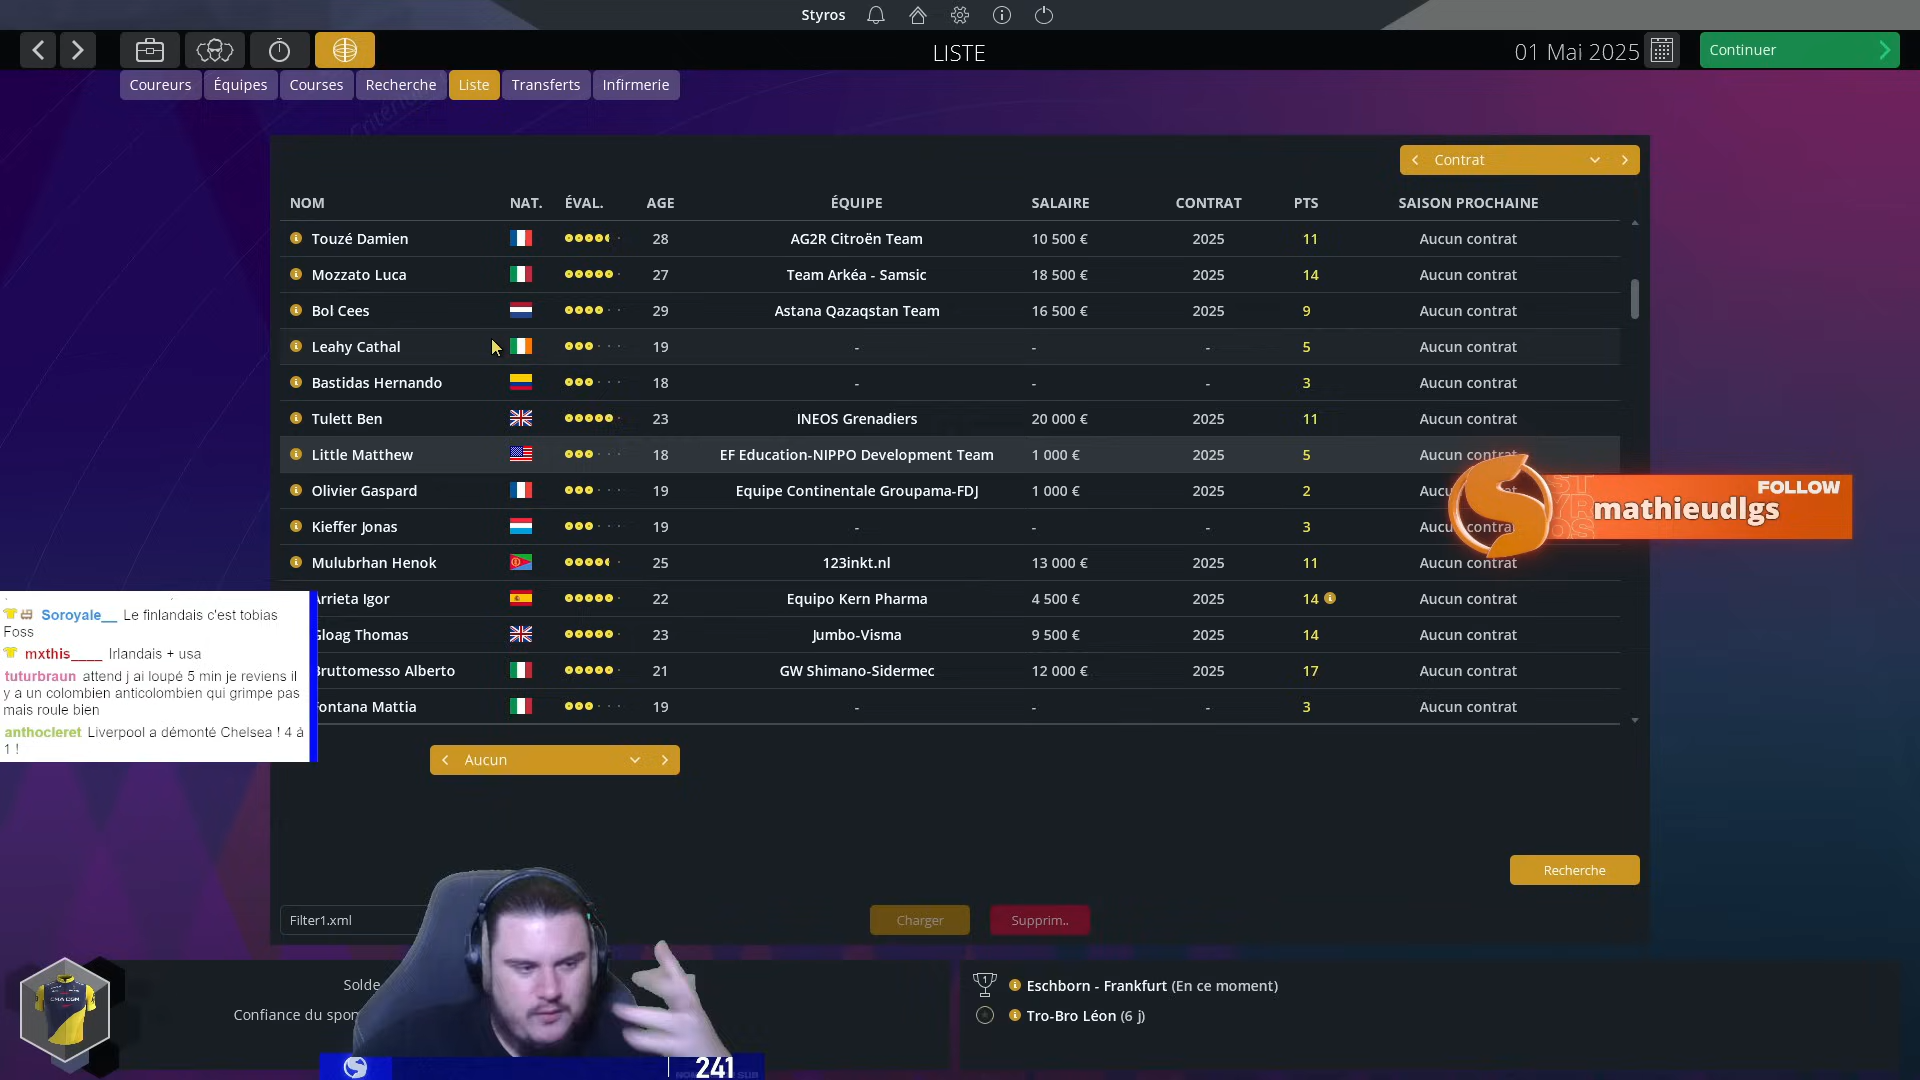 Styros
LISTE
01 Mai 2025
Continuer
Coureurs
Équipes
Courses
Recherche
Liste
Transferts
Infirmerie
Contrat
NOM NAT. ÉVAL. AGE ÉQUIPE SALAIRE CONTRAT PTS SAISON PROCHAINE
Touzé Damien 28 AG2R Citroën Team 10 500 € 2025 11 Aucun contrat
Mozzato Luca 27 Team Arkéa - Samsic 18 500 € 2025 14 Aucun contrat
Bol Cees 29 Astana Qazaqstan Team 16 500 € 2025 9 Aucun contrat
Leahy Cathal 19 - - - 5 Aucun contrat
Bastidas Hernando 18 - - - 3 Aucun contrat
Tulett Ben 23 INEOS Grenadiers 20 000 € 2025 11 Aucun contrat
Little Matthew 18 EF Education-NIPPO Development Team 1 000 € 2025 5 Aucun contrat
Olivier Gaspard 19 Equipe Continentale Groupama-FDJ 1 000 € 2025 2
Kieffer Jonas 19 - - - 3
Mulubrhan Henok 25 123inkt.nl 13 000 € 2025 11 Aucun contrat
Arrieta Igor 22 Equipo Kern Pharma 4 500 € 2025 14 Aucun contrat
Gloag Thomas 23 Jumbo-Visma 9 500 € 2025 14 Aucun contrat
Bruttomesso Alberto 21 GW Shimano-Sidermec 12 000 € 2025 17 Aucun contrat
Fontana Mattia 19 - - - 3 Aucun contrat
FOLLOW
mathieudlgs
Soroyale__ Le finlandais c'est tobias
Foss
mxthis____ Irlandais + usa
tuturbraun attend j ai loupé 5 min je reviens il
y a un colombien anticolombien qui grimpe pas
mais roule bien
anthocleret Liverpool a démonté Chelsea ! 4 à
1 !
Aucun
Recherche
Filter1.xml
Charger
Supprim..
Solde
Confiance du spon
Eschborn - Frankfurt (En ce moment)
Tro-Bro Léon (6 j)
CMA CGM
241